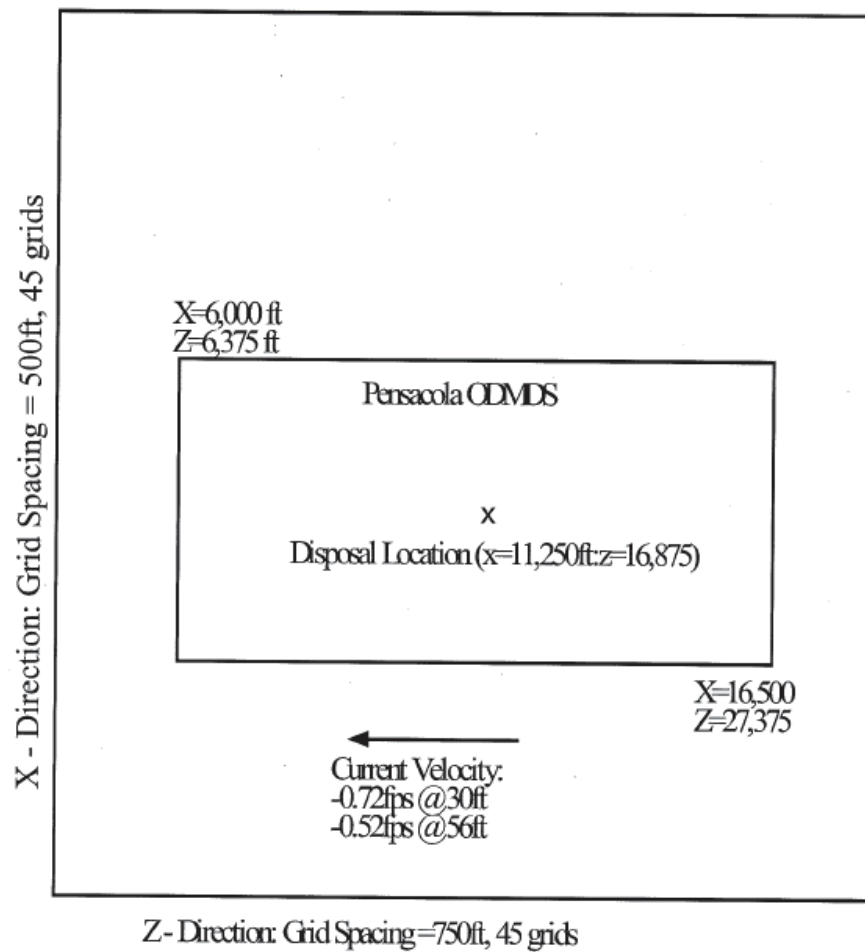 X - Direction: Grid Spacing = 500ft, 45 grids
X=6,000 ft
Z=6,375 ft
Pensacola ODMDS
x
Disposal Location (x=11,250ft:z=16,875)
X=16,500
Z=27,375
Current Velocity:
-0.72fps @30ft
-0.52fps @56ft
Z - Direction: Grid Spacing =750ft, 45 grids